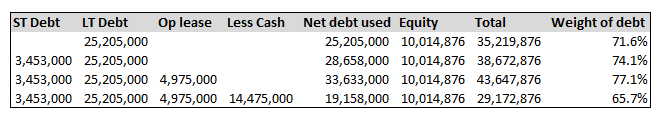 ST Debt LT Debt Op lease Less Cash Net debt used Equity Total Weight of debt
25,205,000 25,205,000 10,014,876 35,219,876 71.6%
3,453,000 25,205,000 28,658,000 10,014,876 38,672,876 74.1%
3,453,000 25,205,000 4,975,000 33,633,000 10,014,876 43,647,876 77.1%
3,453,000 25,205,000 4,975,000 14,475,000 19,158,000 10,014,876 29,172,876 65.7%